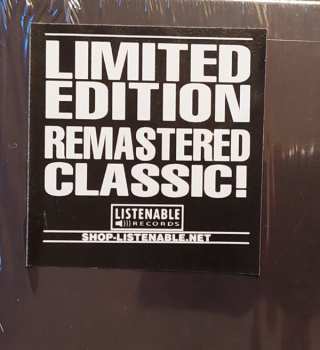 LIMITED
EDITION
REMASTERED
CLASSIC!
LISTENABLE
RECORDS
SHOP-LISTENABLE.NET